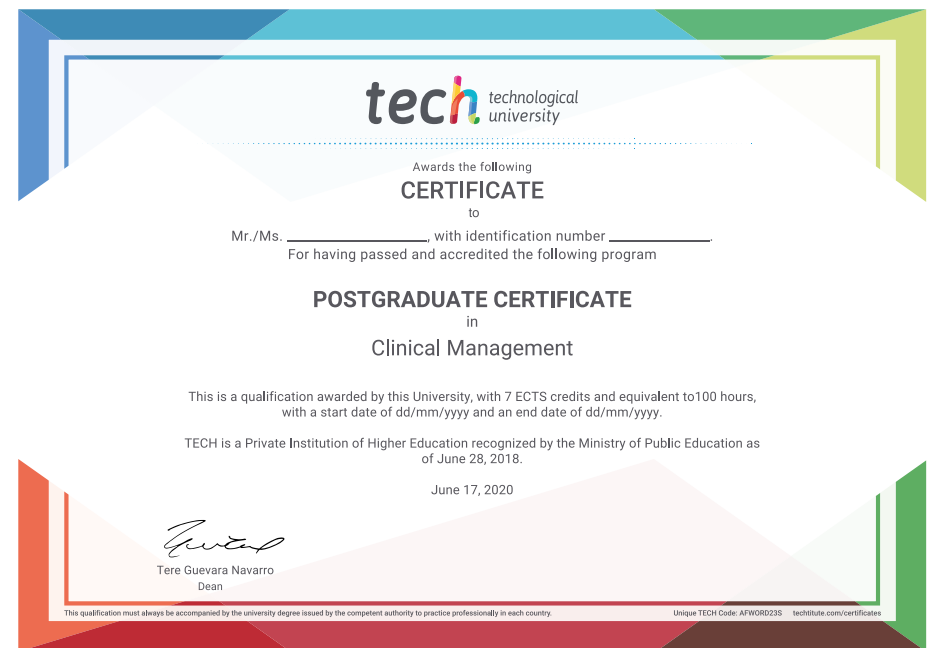 tech technological
university
Awards the following
CERTIFICATE
to
Mr./Ms. ____________________, with identification number ______________.
For having passed and accredited the following program
POSTGRADUATE CERTIFICATE
in
Clinical Management
This is a qualification awarded by this University, with 7 ECTS credits and equivalent to100 hours,
with a start date of dd/mm/yyyy and an end date of dd/mm/yyyy.
TECH is a Private Institution of Higher Education recognized by the Ministry of Public Education as
of June 28, 2018.
June 17, 2020
Tere Guevara Navarro
Dean
This qualification must always be accompanied by the university degree issued by the competent authority to practice professionally in each country.
Unique TECH Code: AFWORD23S techtitute.com/certificates